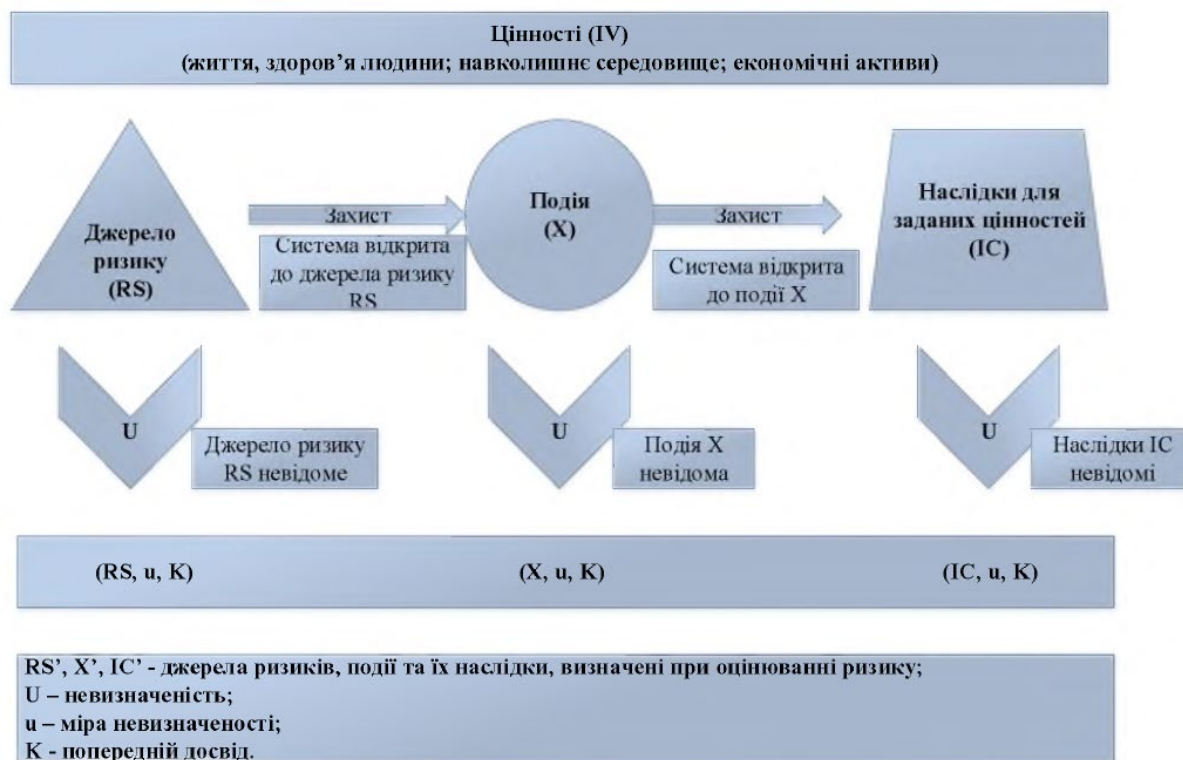 Цінності (IV)
(життя, здоров’я людини; навколишнє середовище; економічні активи)
Джерело
ризику
(RS)
Захист
Система відкрита
до джерела ризику
RS
Подія
(X)
Захист
Система відкрита
до події X
Наслідки для
заданих цінностей
(IC)
U
Джерело ризику
RS невідоме
U
Подія X
невідома
U
Наслідки IC
невідомі
(RS, u, K)
(X, u, K)
(IC, u, K)
RS’, X’, IC’ - джерела ризиків, події та їх наслідки, визначені при оцінюванні ризику;
U – невизначеність;
u – міра невизначеності;
K - попередній досвід.